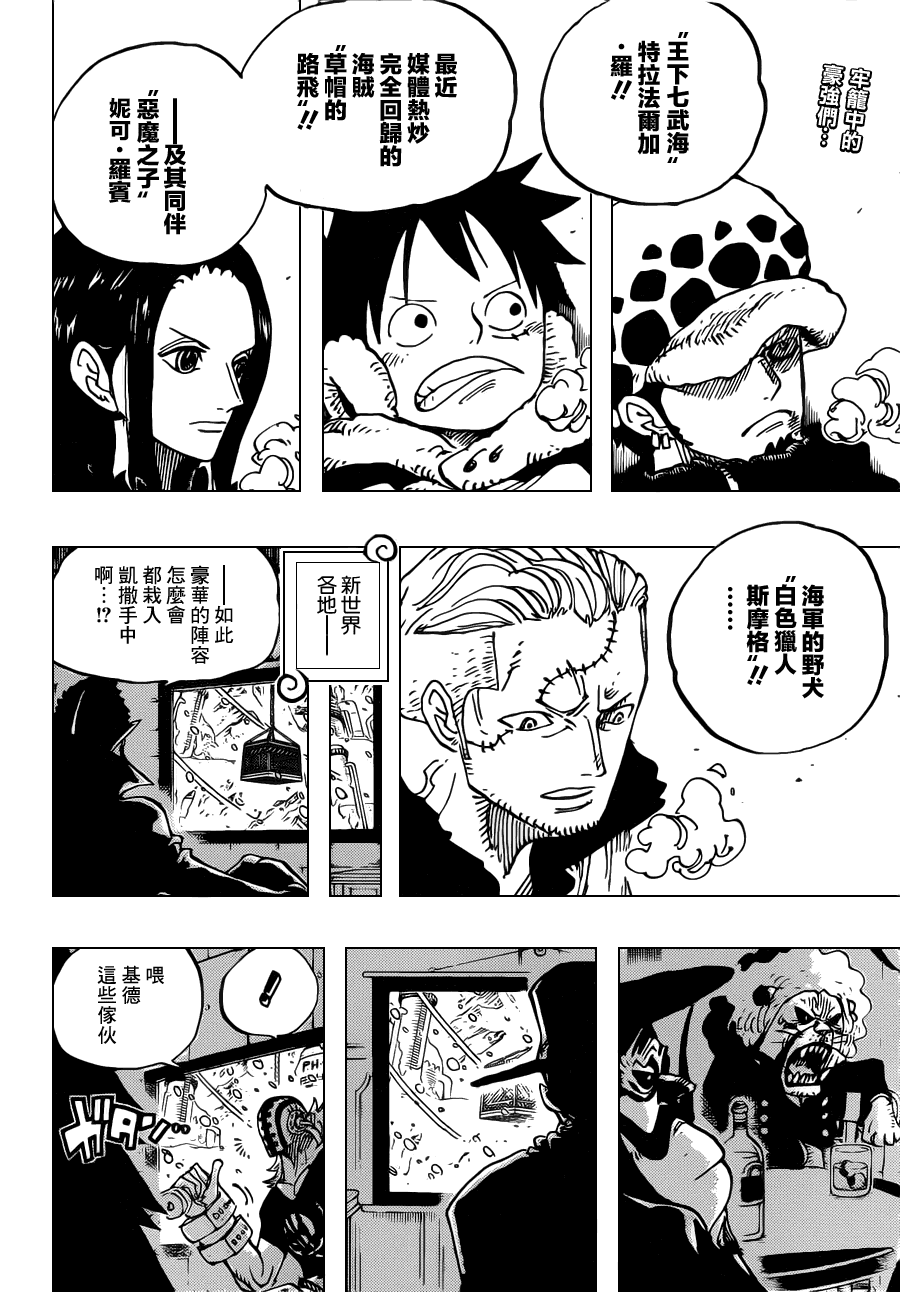 牢籠中的
豪強們…
"王下七武海"
特拉法爾加
・羅!!
最近
媒體熱炒
完全回歸的
海賊
"草帽的
路飛"!!
——及其同伴
"惡魔之子"
妮可・羅賓
海軍的野犬
"白色獵人
斯摩格"!!
……
新世界
各地——
——如此
豪華的陣容
怎麼會
都栽入
凱撒手中
啊…!?
!
喂
基德
這些傢伙
PH-
ガタン…